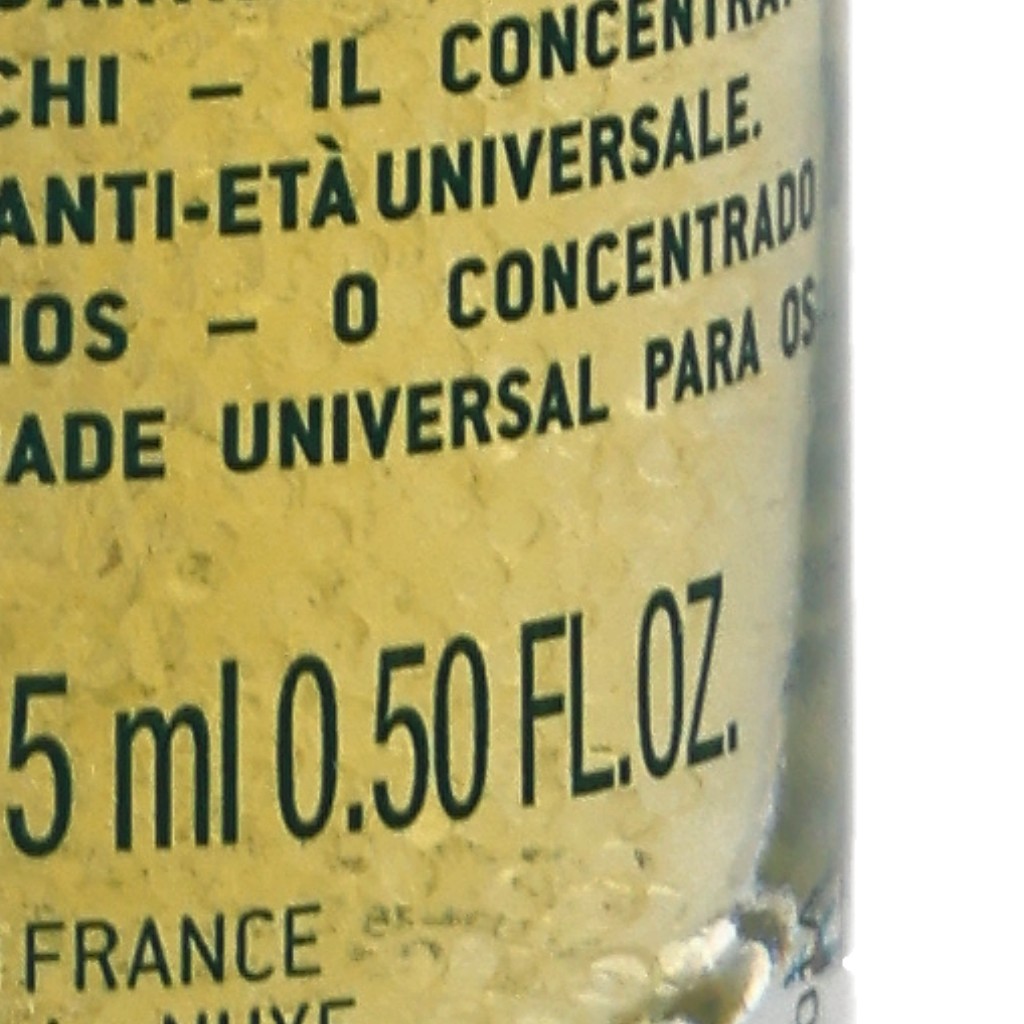 CHI – IL CONCENTRA
ANTI-ETÀ UNIVERSALE.
IOS – O CONCENTRADO
ADE UNIVERSAL PARA OS
5 ml 0.50 FL.OZ.
FRANCE
NUXE